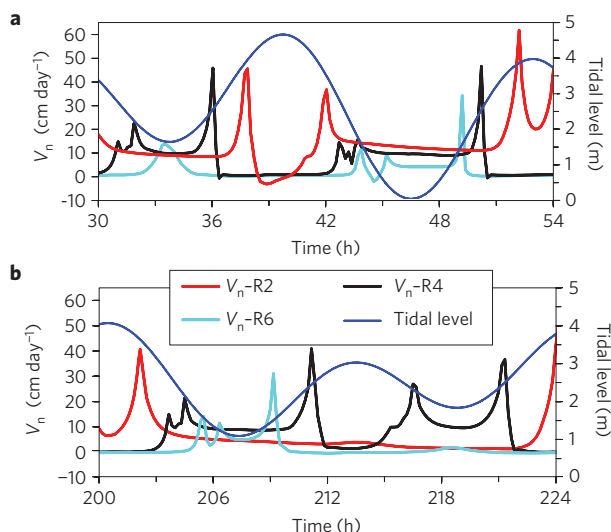 a
60
50
40
30
20
10
0
−10
Vn (cm day−1)
5
4
3
2
1
0
Tidal level (m)
30 36 42 48 54
Time (h)
b
Vn–R2 Vn–R4
Vn–R6 Tidal level
60
50
40
30
20
10
0
−10
Vn (cm day−1)
5
4
3
2
1
0
Tidal level (m)
200 206 212 218 224
Time (h)